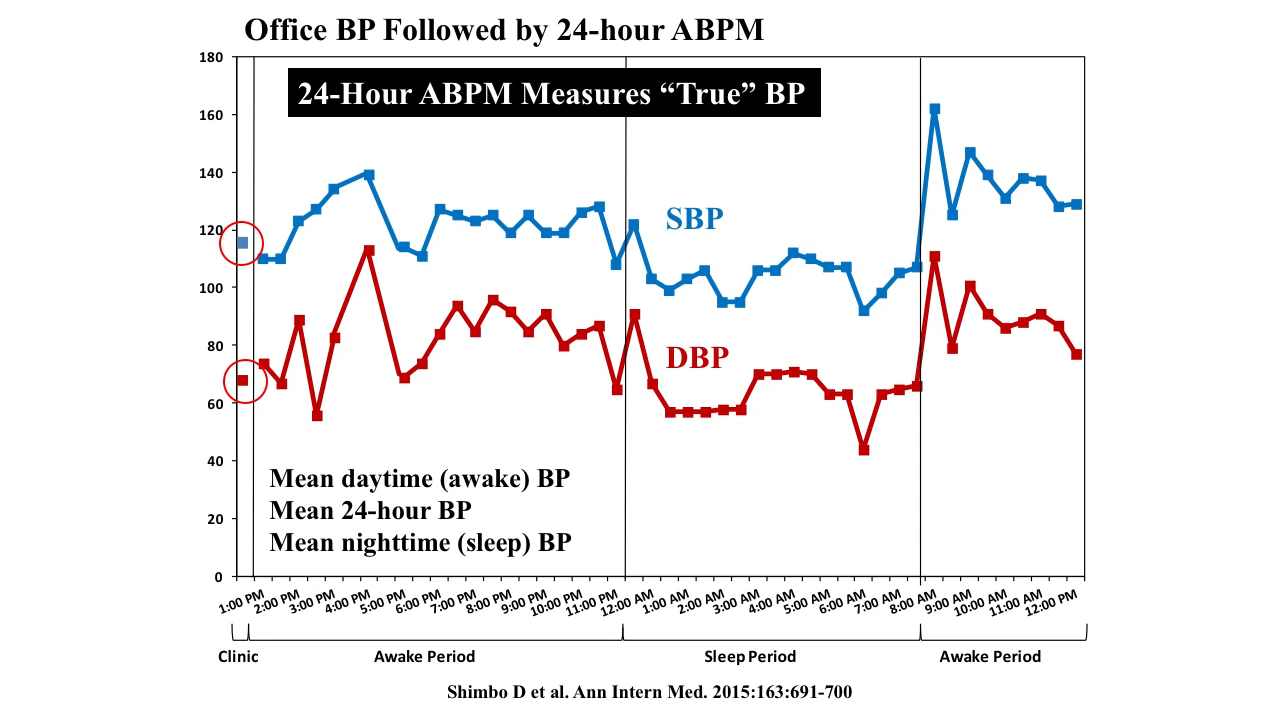 Office BP Followed by 24-hour ABPM
24-Hour ABPM Measures “True” BP
180
160
140
120
100
80
60
40
20
0
SBP
DBP
Mean daytime (awake) BP
Mean 24-hour BP
Mean nighttime (sleep) BP
1:00 PM
2:00 PM
3:00 PM
4:00 PM
5:00 PM
6:00 PM
7:00 PM
8:00 PM
9:00 PM
10:00 PM
11:00 PM
12:00 AM
1:00 AM
2:00 AM
3:00 AM
4:00 AM
5:00 AM
6:00 AM
7:00 AM
8:00 AM
9:00 AM
10:00 AM
11:00 AM
12:00 PM
Clinic
Awake Period
Sleep Period
Awake Period
Shimbo D et al. Ann Intern Med. 2015:163:691-700